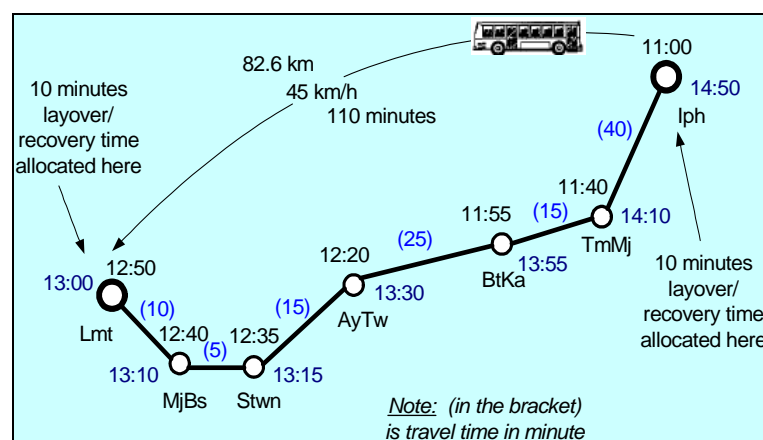 11:00
82.6 km
45 km/h
110 minutes
10 minutes
layover/
recovery time
allocated here
14:50
Iph
(40)
11:40
11:55
(15)
14:10
TmMj
12:20
(25)
13:55
BtKa
13:00
12:50
(10)
Lmt
12:40
12:35
(15)
13:30
AyTw
(5)
13:10
13:15
MjBs
Stwn
10 minutes
layover/
recovery time
allocated here
Note: (in the bracket)
is travel time in minute